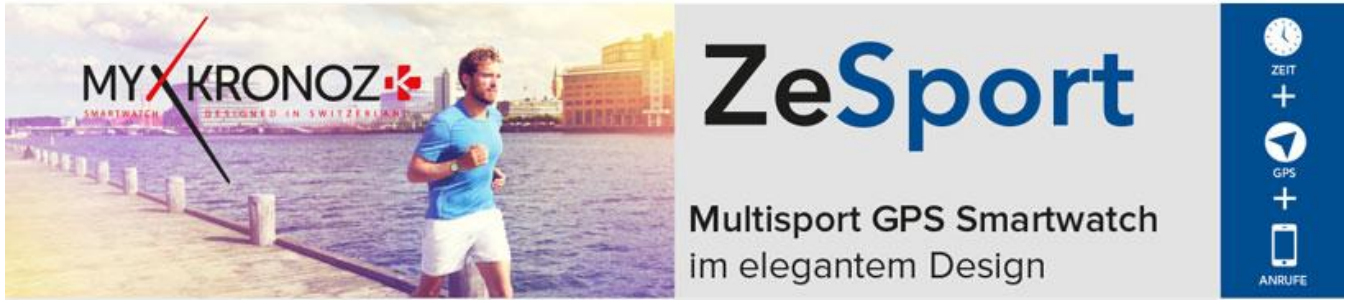 MYKRONOZ
SMARTWATCH DESIGNED IN SWITZERLAND
ZeSport
Multisport GPS Smartwatch
im elegantem Design
ZEIT
+
GPS
+
ANRUFE